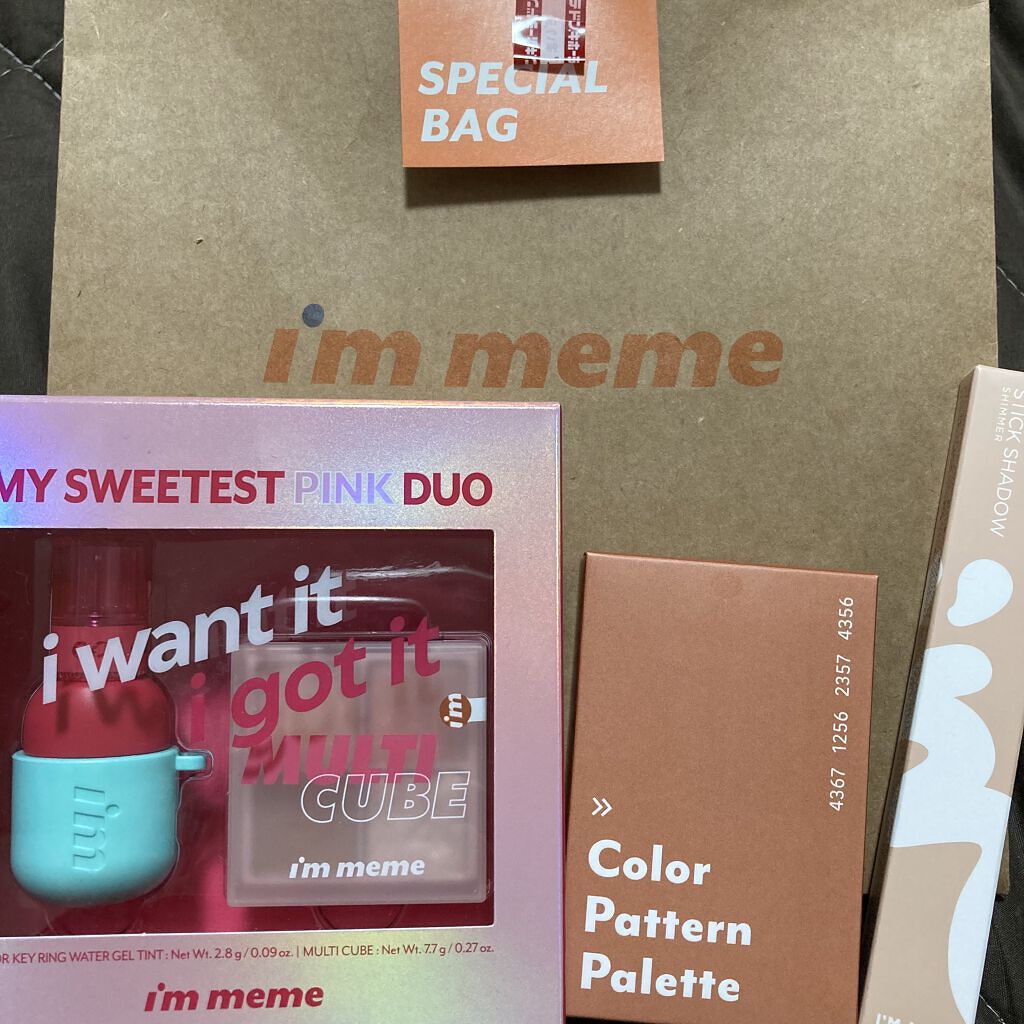 SPECIAL
BAG
i'm meme
MY SWEETEST PINK DUO
i want it
i got it
MULTI
CUBE
i'm
i'm meme
i'm
KEY RING WATER GEL TINT : Net Wt. 2.8 g / 0.09 oz. | MULTI CUBE : Net Wt. 7.7 g / 0.27 oz.
i'm meme
4367 1256 2357 4356
»
Color
Pattern
Palette
STICK SHADOW
SHIMMER